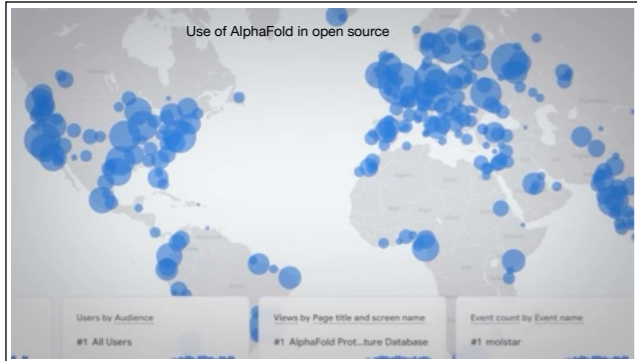 Use of AlphaFold in open source
Users by Audience
#1 All Users
Views by Page title and screen name
#1 AlphaFold Prot...ture Database
Event count by Event name
#1 molstar